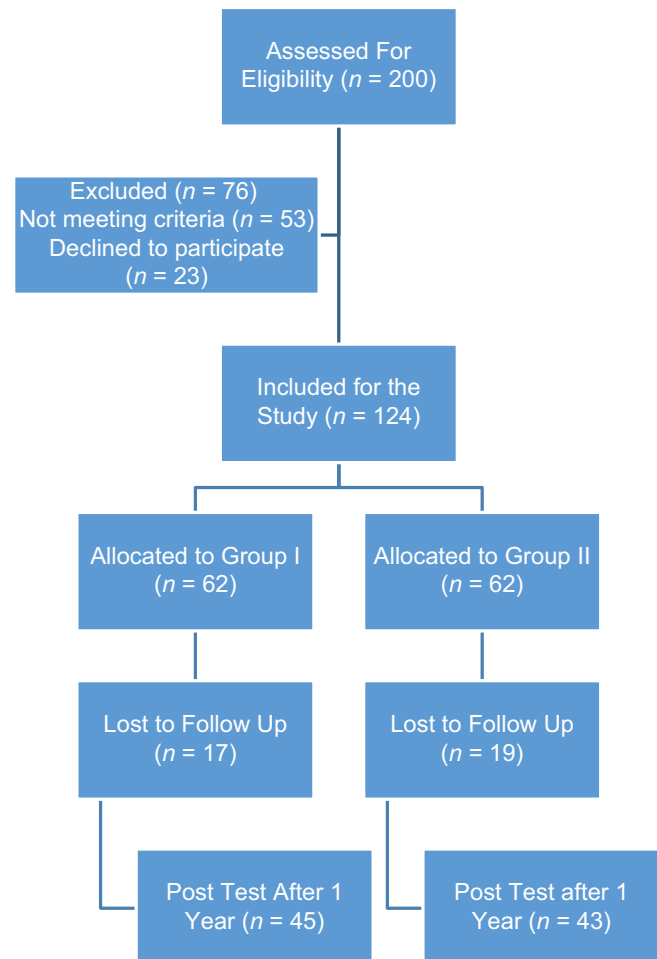 Assessed For
Eligibility (n = 200)
Excluded (n = 76)
Not meeting criteria (n = 53)
Declined to participate
(n = 23)
Included for the
Study (n = 124)
Allocated to Group I
(n = 62)
Allocated to Group II
(n = 62)
Lost to Follow Up
(n = 17)
Lost to Follow Up
(n = 19)
Post Test After 1
Year (n = 45)
Post Test after 1
Year (n = 43)